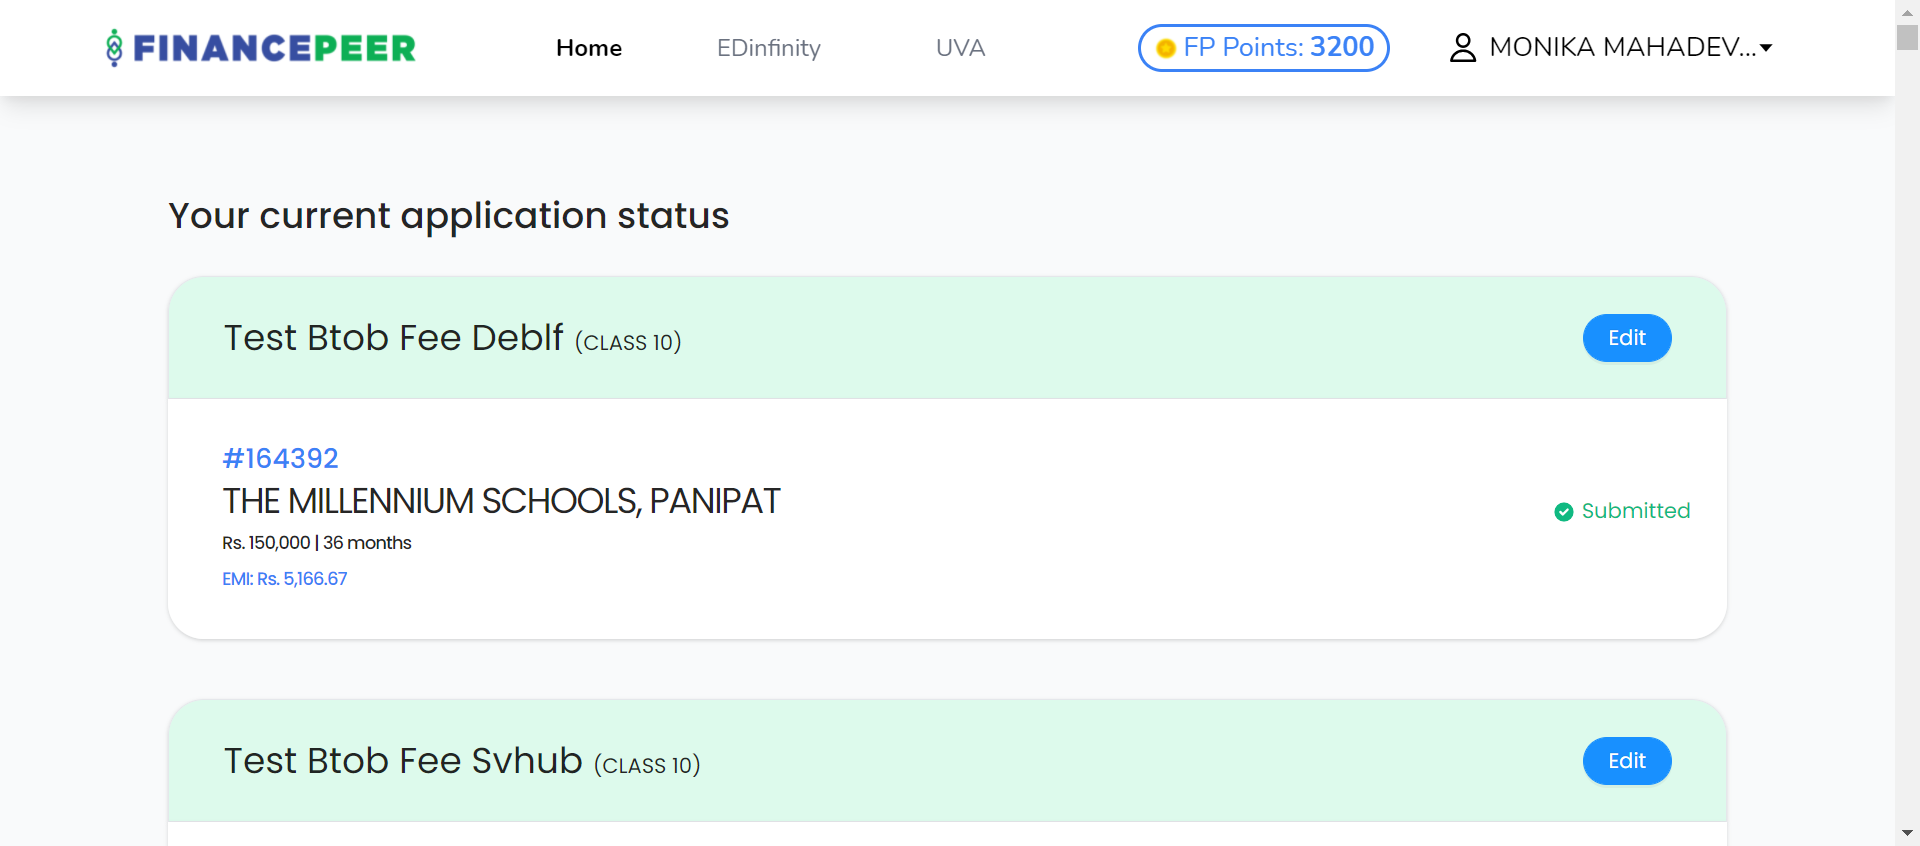 FINANCEPEER
Home
EDinfinity
UVA
FP Points: 3200
MONIKA MAHADEV...
Your current application status
Test Btob Fee Deblf (CLASS 10)
Edit
#164392
THE MILLENNIUM SCHOOLS, PANIPAT
Rs. 150,000 | 36 months
EMI: Rs. 5,166.67
Submitted
Test Btob Fee Svhub (CLASS 10)
Edit